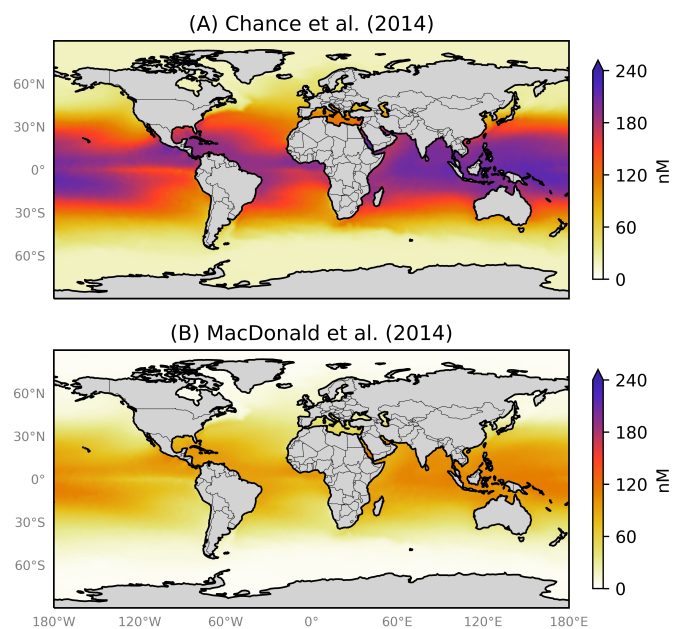 (A) Chance et al. (2014)
60°N
30°N
0°
30°S
60°S
240
180
120
60
0
nM
(B) MacDonald et al. (2014)
60°N
30°N
0°
30°S
60°S
180°W 120°W 60°W 0° 60°E 120°E 180°E
240
180
120
60
0
nM